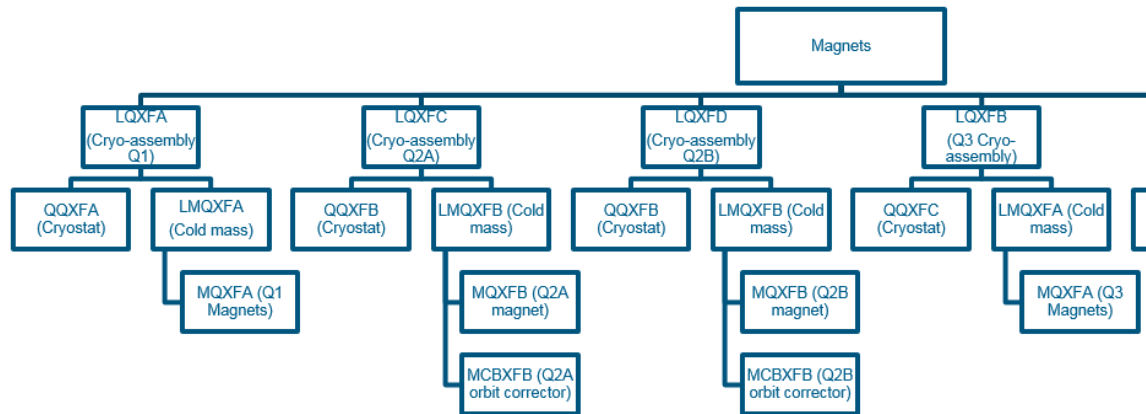 Magnets
LQXFA
(Cryo-assembly
Q1)
LQXFC
(Cryo-assembly
Q2A)
LQXFD
(Cryo-assembly
Q2B)
LQXFB
(Q3 Cryo-
assembly)
QQXFA
(Cryostat)
LMQXFA
(Cold mass)
QQXFB
(Cryostat)
LMQXFB (Cold
mass)
QQXFB
(Cryostat)
LMQXFB (Cold
mass)
QQXFC
(Cryostat)
LMQXFA (Cold
mass)
MQXFA (Q1
Magnets)
MQXFB (Q2A
magnet)
MQXFB (Q2B
magnet)
MQXFA (Q3
Magnets)
MCBXFB (Q2A
orbit corrector)
MCBXFB (Q2B
orbit corrector)